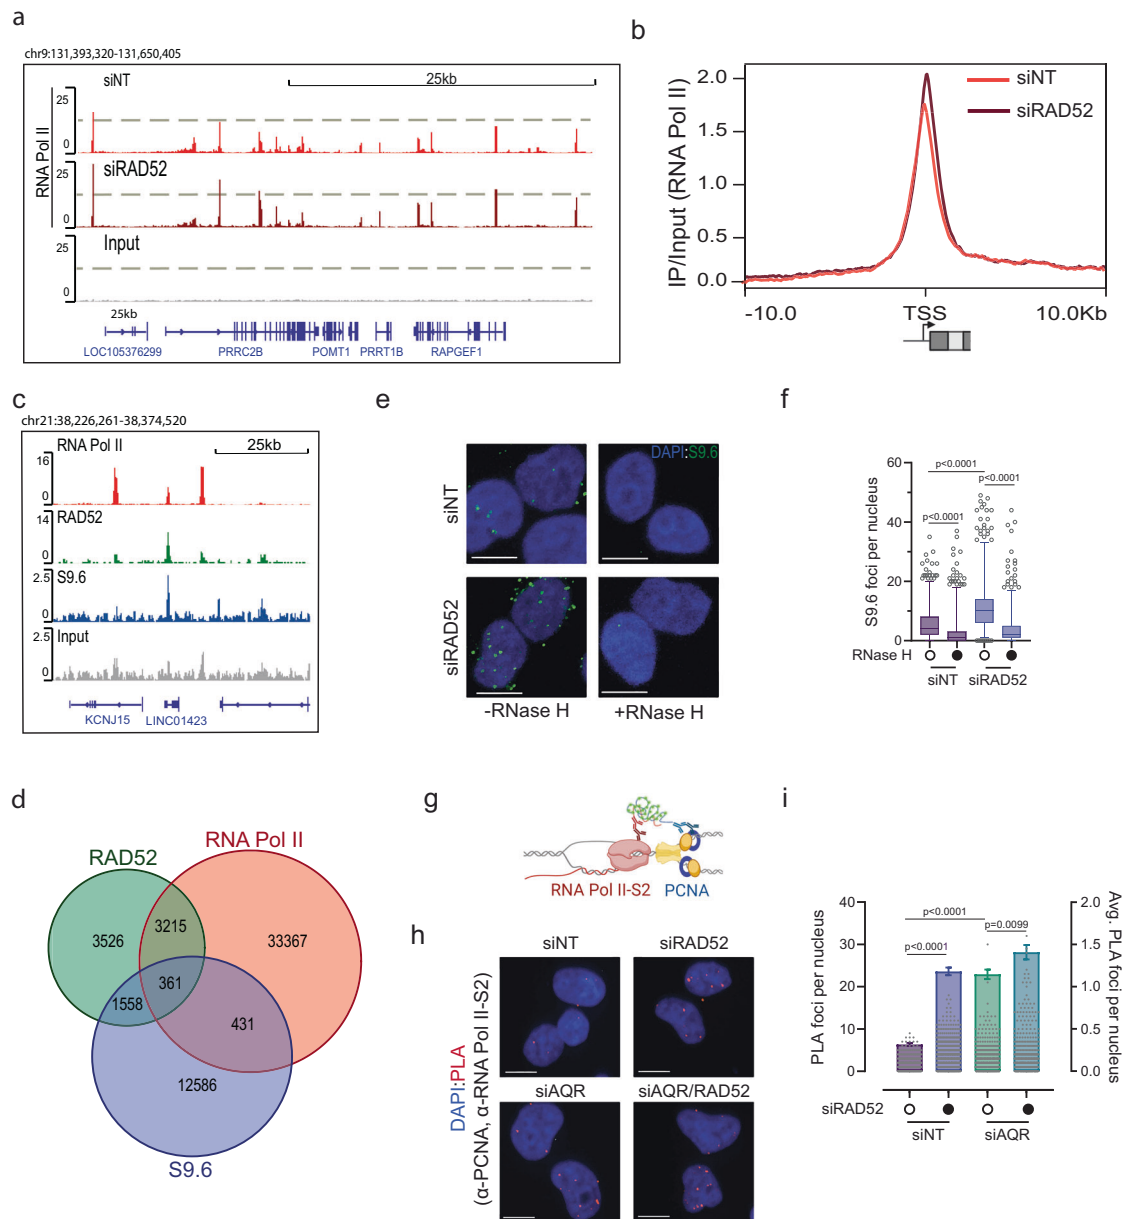 a
chr9:131,393,320-131,650,405
siNT
25kb
RNA Pol II
25
0
siRAD52
25
0
Input
25
0
25kb
LOC105376299
PRRC2B
POMT1
PRRT1B
RAPGEF1
b
IP/Input (RNA Pol II)
2.0
1.5
1.0
0.5
0.0
siNT
siRAD52
-10.0
TSS
10.0Kb
c
chr21:38,226,261-38,374,520
RNA Pol II
25kb
16
0
RAD52
14
0
S9.6
2.5
0
Input
2.5
0
KCNJ15
LINC01423
e
DAPI:S9.6
siNT
siRAD52
-RNase H
+RNase H
f
S9.6 foci per nucleus
60
40
20
0
p<0.0001
p<0.0001
p<0.0001
RNase H
siNT
siRAD52
d
RAD52
RNA Pol II
3526
3215
33367
361
1558
431
12586
S9.6
g
RNA Pol II-S2
PCNA
h
DAPI:PLA
(α-PCNA, α-RNA Pol II-S2)
siNT
siRAD52
siAQR
siAQR/RAD52
i
PLA foci per nucleus
40
30
20
10
0
p<0.0001
p<0.0001
p=0.0099
2.0
1.5
1.0
0.5
0.0
Avg. PLA foci per nucleus
siRAD52
siNT
siAQR